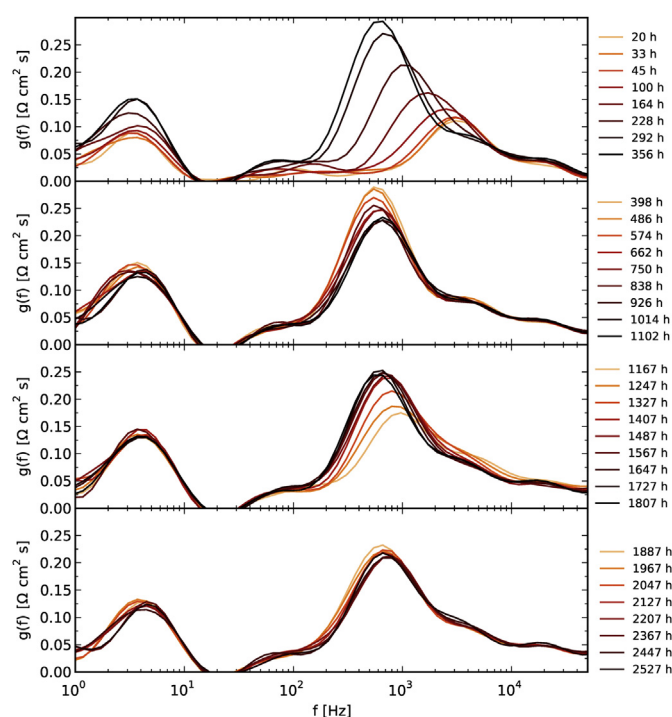 0.30
0.25
0.20
0.15
0.10
0.05
0.00
g(f) [Ω cm² s]
20 h
33 h
45 h
100 h
164 h
228 h
292 h
356 h
0.25
0.20
0.15
0.10
0.05
0.00
g(f) [Ω cm² s]
398 h
486 h
574 h
662 h
750 h
838 h
926 h
1014 h
1102 h
0.25
0.20
0.15
0.10
0.05
0.00
g(f) [Ω cm² s]
1167 h
1247 h
1327 h
1407 h
1487 h
1567 h
1647 h
1727 h
1807 h
0.25
0.20
0.15
0.10
0.05
0.00
g(f) [Ω cm² s]
1887 h
1967 h
2047 h
2127 h
2207 h
2367 h
2447 h
2527 h
10⁰ 10¹ 10² 10³ 10⁴
f [Hz]